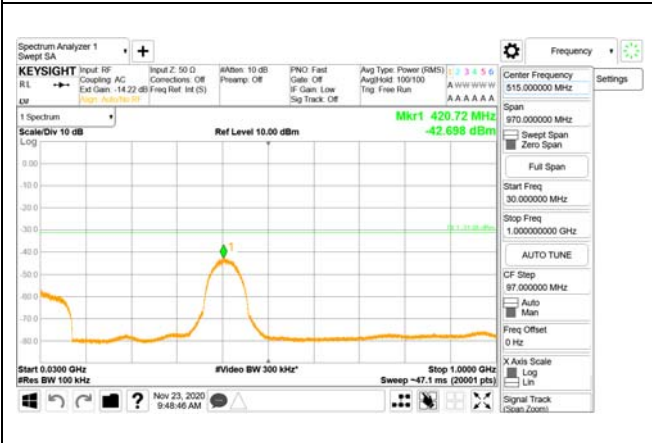 Spectrum Analyzer 1
Swept SA
+
Frequency
KEYSIGHT
RL
Input: RF
Coupling: AC
Ext Gain: -14.22 dB
Align: Auto/No RF
Input Z: 50 Ω
Corrections: Off
Freq Ref: Int (S)
#Atten: 10 dB
Preamp: Off
PNO: Fast
Gate: Off
IF Gain: Low
Sig Track: Off
Avg Type: Power (RMS)
Avg|Hold: 100/100
Trig: Free Run
1 2 3 4 5 6
A W W W W W
A A A A A A
1 Spectrum
Scale/Div 10 dB
Log
Ref Level 10.00 dBm
Mkr1 420.72 MHz
-42.698 dBm
0.00
-10.0
-20.0
-30.0
-40.0
-50.0
-60.0
-70.0
-80.0
1
Start 0.0300 GHz
#Res BW 100 kHz
#Video BW 300 kHz*
Stop 1.0000 GHz
Sweep ~47.1 ms (20001 pts)
?
Nov 23, 2020
9:48:46 AM
Center Frequency
515.000000 MHz
Settings
Span
970.000000 MHz
Swept Span
Zero Span
Full Span
Start Freq
30.000000 MHz
Stop Freq
1.000000000 GHz
AUTO TUNE
CF Step
97.000000 MHz
Auto
Man
Freq Offset
0 Hz
X Axis Scale
Log
Lin
Signal Track
(Span Zoom)